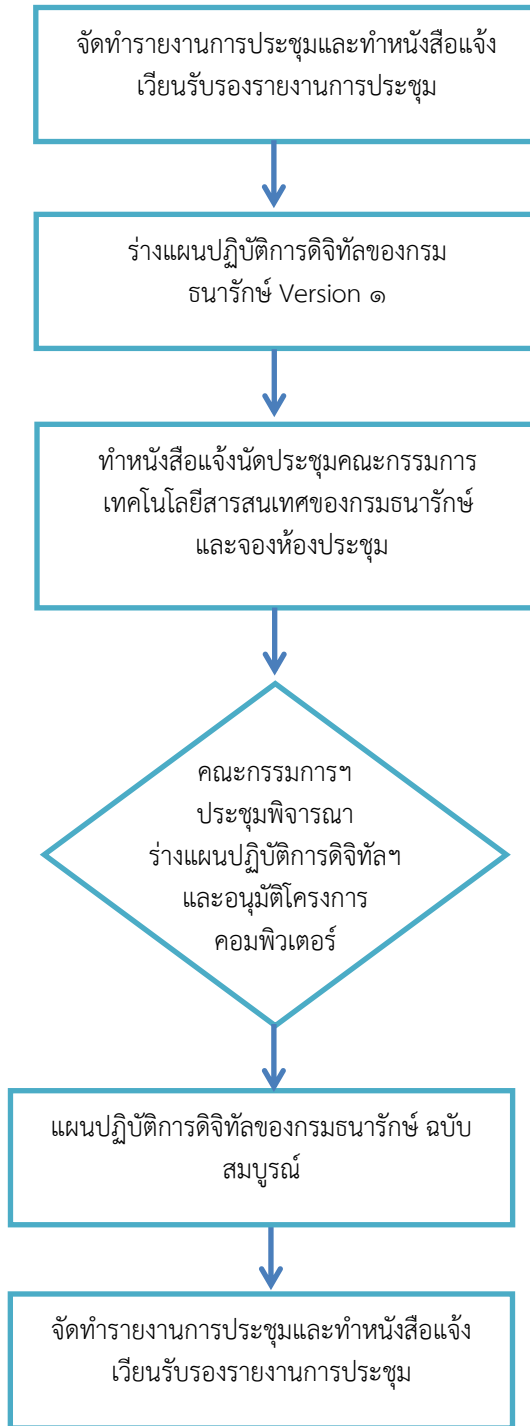 จัดทำรายงานการประชุมและทำหนังสือแจ้ง
เวียนรับรองรายงานการประชุม
ร่างแผนปฏิบัติการดิจิทัลของกรม
ธนารักษ์ Version ๑
ทำหนังสือแจ้งนัดประชุมคณะกรรมการ
เทคโนโลยีสารสนเทศของกรมธนารักษ์
และจองห้องประชุม
คณะกรรมการฯ
ประชุมพิจารณา
ร่างแผนปฏิบัติการดิจิทัลฯ
และอนุมัติโครงการ
คอมพิวเตอร์
แผนปฏิบัติการดิจิทัลของกรมธนารักษ์ ฉบับ
สมบูรณ์
จัดทำรายงานการประชุมและทำหนังสือแจ้ง
เวียนรับรองรายงานการประชุม